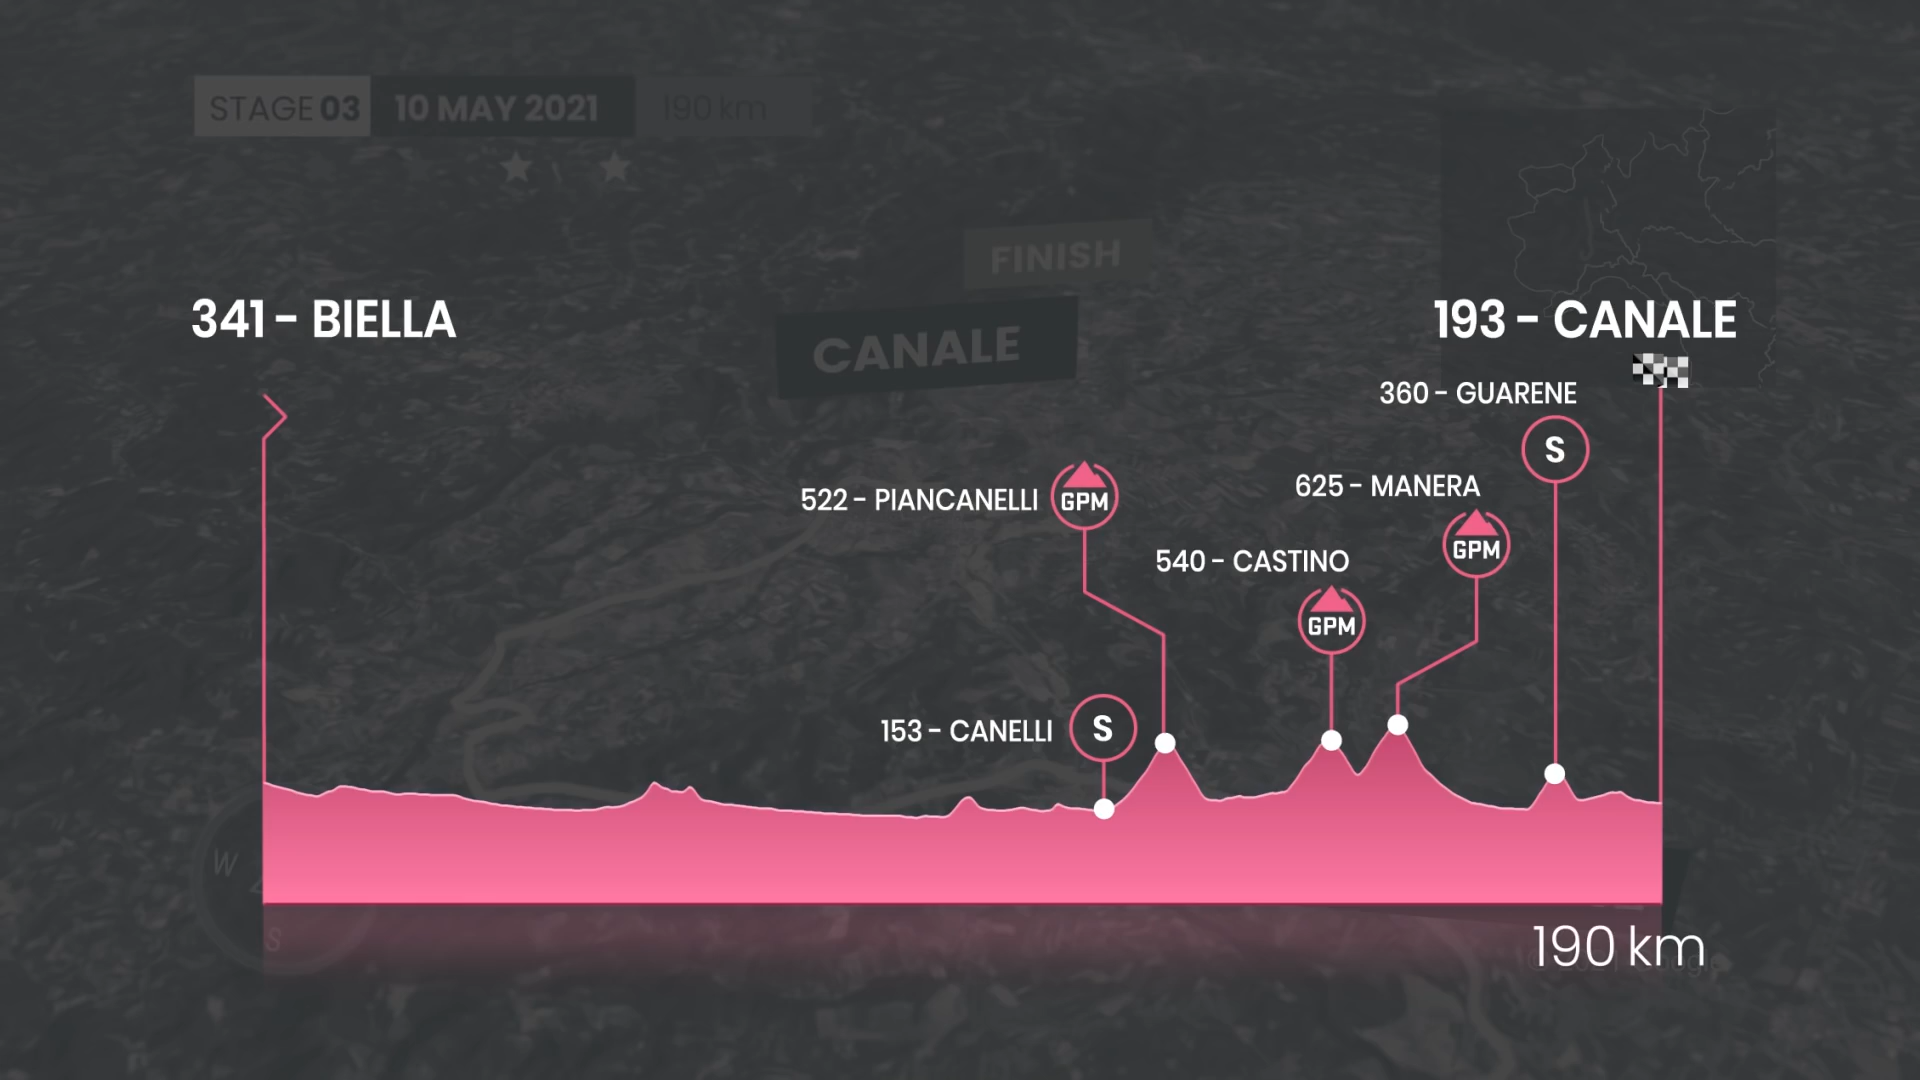 STAGE 03 10 MAY 2021 190 km
FINISH
CANALE
341 - BIELLA
193 - CANALE
360 - GUARENE
S
625 - MANERA
GPM
522 - PIANCANELLI
GPM
540 - CASTINO
GPM
153 - CANELLI
S
W
S
190 km